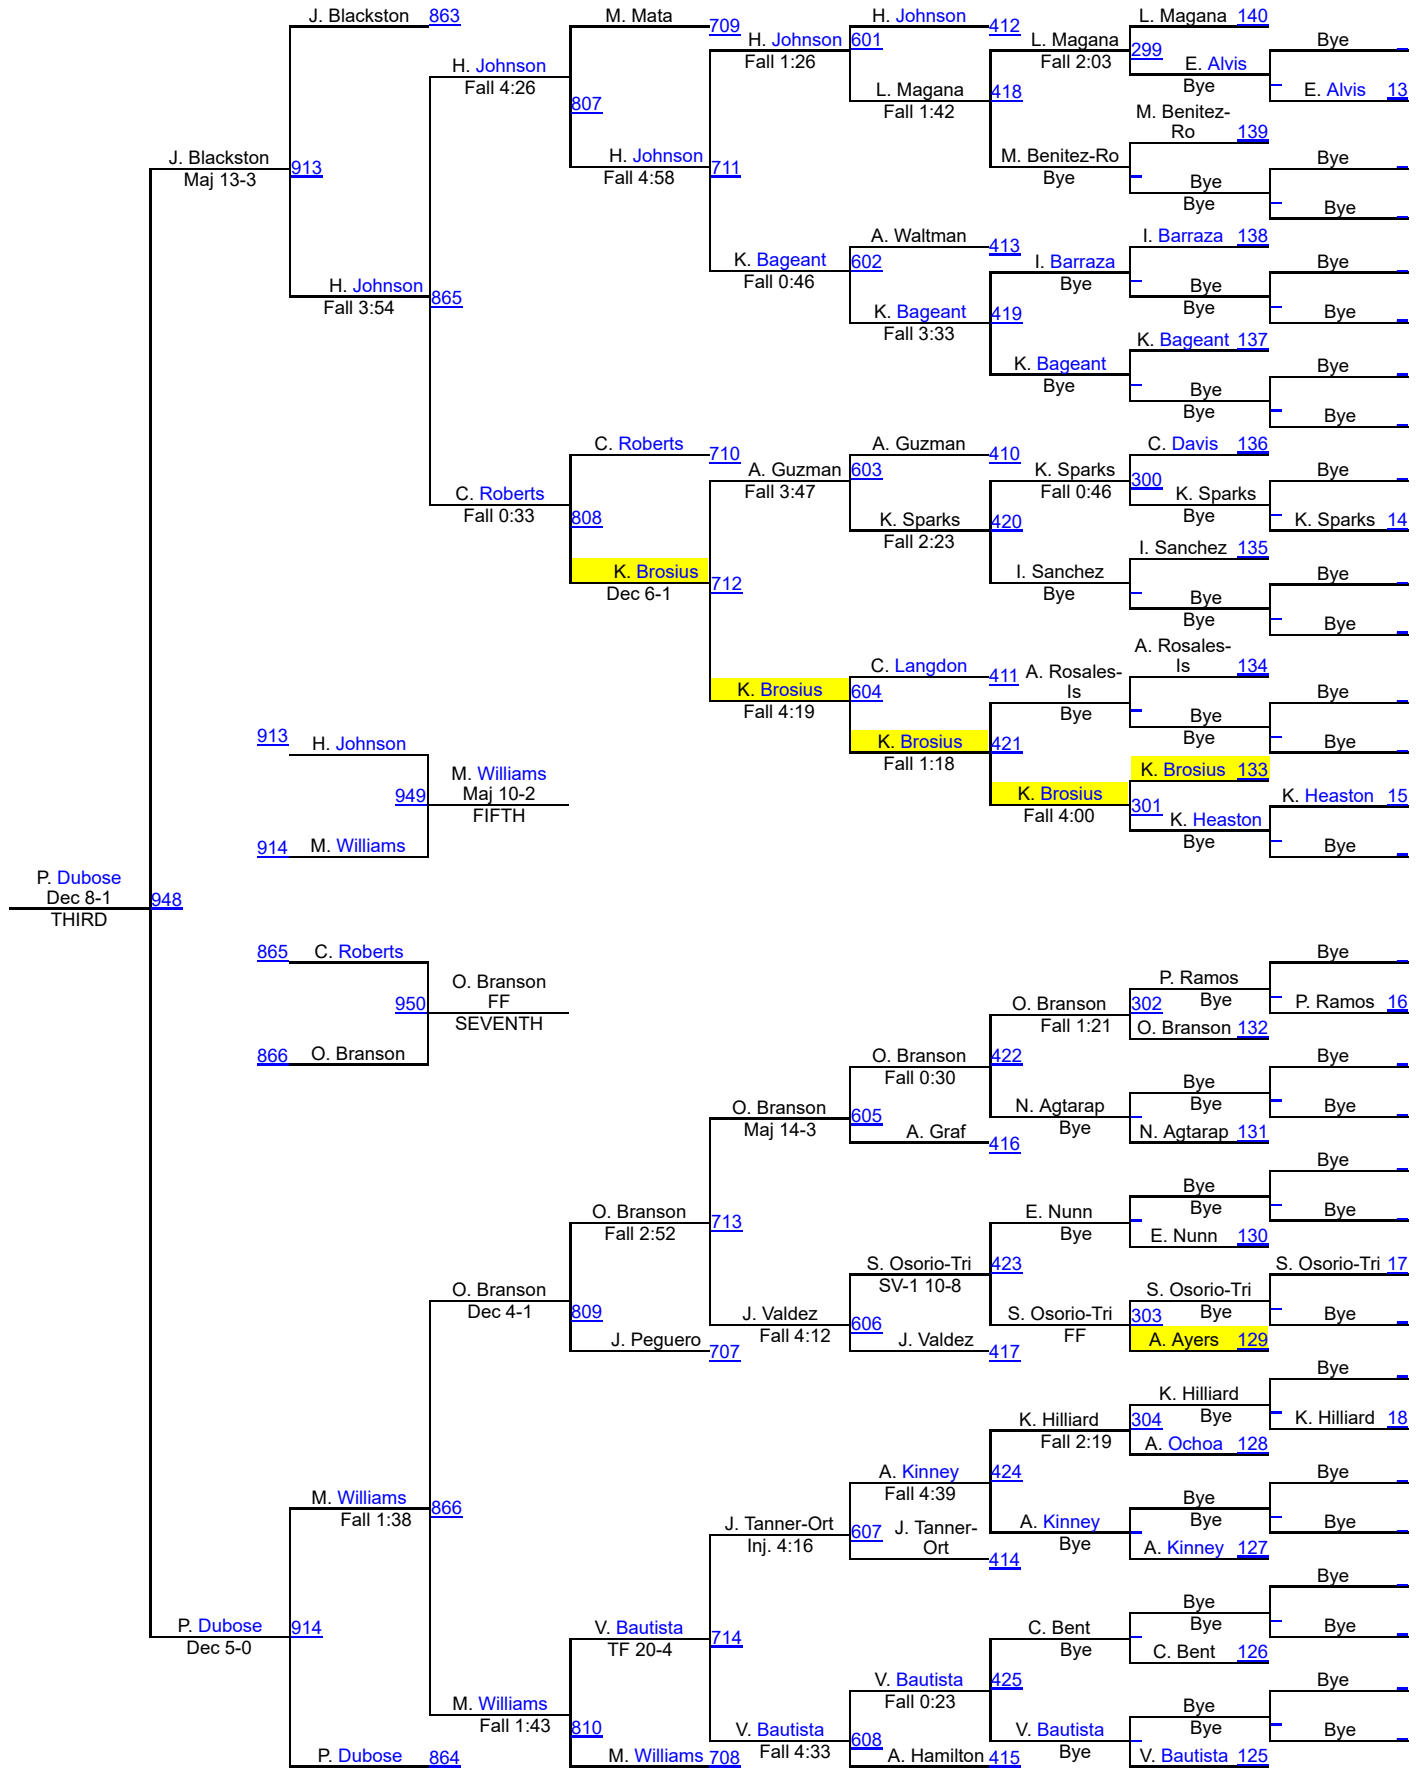 J. Blackston 863
M. Mata
709
H. Johnson
412
L. Magana 140
H. Johnson 601
Fall 1:26
L. Magana
Fall 2:03
299
Bye
H. Johnson
Fall 4:26
E. Alvis
Bye
E. Alvis 13
807
L. Magana
Fall 1:42
418
M. Benitez-
Ro 139
J. Blackston
Maj 13-3
913
H. Johnson
Fall 4:58
711
M. Benitez-Ro
Bye
Bye
Bye
Bye
Bye
A. Waltman
413
I. Barraza 138
K. Bageant
Fall 0:46
602
I. Barraza
Bye
Bye
H. Johnson
Fall 3:54
865
Bye
Bye
Bye
K. Bageant
Fall 3:33
419
K. Bageant 137
K. Bageant
Bye
Bye
Bye
Bye
Bye
C. Roberts
710
A. Guzman
410
C. Davis 136
A. Guzman
Fall 3:47
603
K. Sparks
Fall 0:46
300
Bye
C. Roberts
Fall 0:33
K. Sparks
Bye
808
K. Sparks
Fall 2:23
420
K. Sparks 14
I. Sanchez 135
K. Brosius
Dec 6-1
712
I. Sanchez
Bye
Bye
Bye
Bye
Bye
A. Rosales-
Is 134
C. Langdon
411
A. Rosales-
Is
Bye
K. Brosius
Fall 4:19
604
Bye
Bye
Bye
Bye
913
H. Johnson
K. Brosius
Fall 1:18
421
K. Brosius 133
M. Williams
Maj 10-2
FIFTH
949
K. Brosius
Fall 4:00
301
K. Heaston
Bye
K. Heaston 15
914 M. Williams
Bye
P. Dubose
Dec 8-1
THIRD
948
865 C. Roberts
Bye
O. Branson
FF
SEVENTH
950
P. Ramos
Bye
P. Ramos 16
O. Branson
Fall 1:21
302
O. Branson 132
866 O. Branson
O. Branson
Fall 0:30
422
Bye
Bye
Bye
Bye
O. Branson
Maj 14-3
605
N. Agtarap
Bye
A. Graf
416
N. Agtarap 131
Bye
Bye
Bye
Bye
O. Branson
Fall 2:52
713
E. Nunn
Bye
E. Nunn 130
S. Osorio-Tri
SV-1 10-8
423
S. Osorio-Tri 17
O. Branson
Dec 4-1
809
S. Osorio-Tri
Bye
Bye
J. Valdez
Fall 4:12
606
S. Osorio-Tri
FF
303
J. Peguero
707
J. Valdez
417
A. Ayers 129
Bye
K. Hilliard
Bye
K. Hilliard 18
K. Hilliard
Fall 2:19
304
A. Ochoa 128
A. Kinney
Fall 4:39
424
Bye
M. Williams
Fall 1:38
866
Bye
Bye
Bye
J. Tanner-Ort
Inj. 4:16
607
J. Tanner-
Ort
414
A. Kinney
Bye
A. Kinney 127
Bye
Bye
Bye
Bye
P. Dubose
Dec 5-0
914
V. Bautista
TF 20-4
714
C. Bent
Bye
C. Bent 126
V. Bautista
Fall 0:23
425
Bye
M. Williams
Fall 1:43
810
Bye
Bye
Bye
V. Bautista
Fall 4:33
608
V. Bautista
Bye
P. Dubose 864
M. Williams 708
A. Hamilton 415
V. Bautista 125